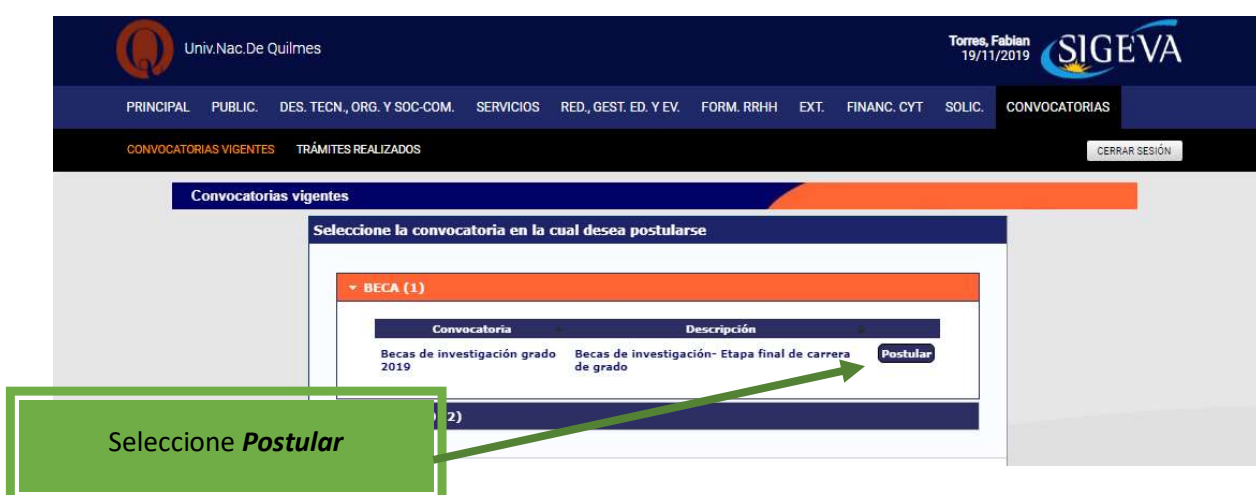 Univ.Nac.De Quilmes
Torres, Fabian
19/11/2019
SIGEVA
PRINCIPAL PUBLIC. DES. TECN., ORG. Y SOC-COM. SERVICIOS RED., GEST. ED. Y EV. FORM. RRHH EXT. FINANC. CYT SOLIC. CONVOCATORIAS
CONVOCATORIAS VIGENTES TRÁMITES REALIZADOS CERRAR SESIÓN
Convocatorias vigentes
Seleccione la convocatoria en la cual desea postularse
BECA (1)
Convocatoria Descripción
Becas de investigación grado Becas de investigación- Etapa final de carrera Postular
2019 de grado
2)
Seleccione Postular